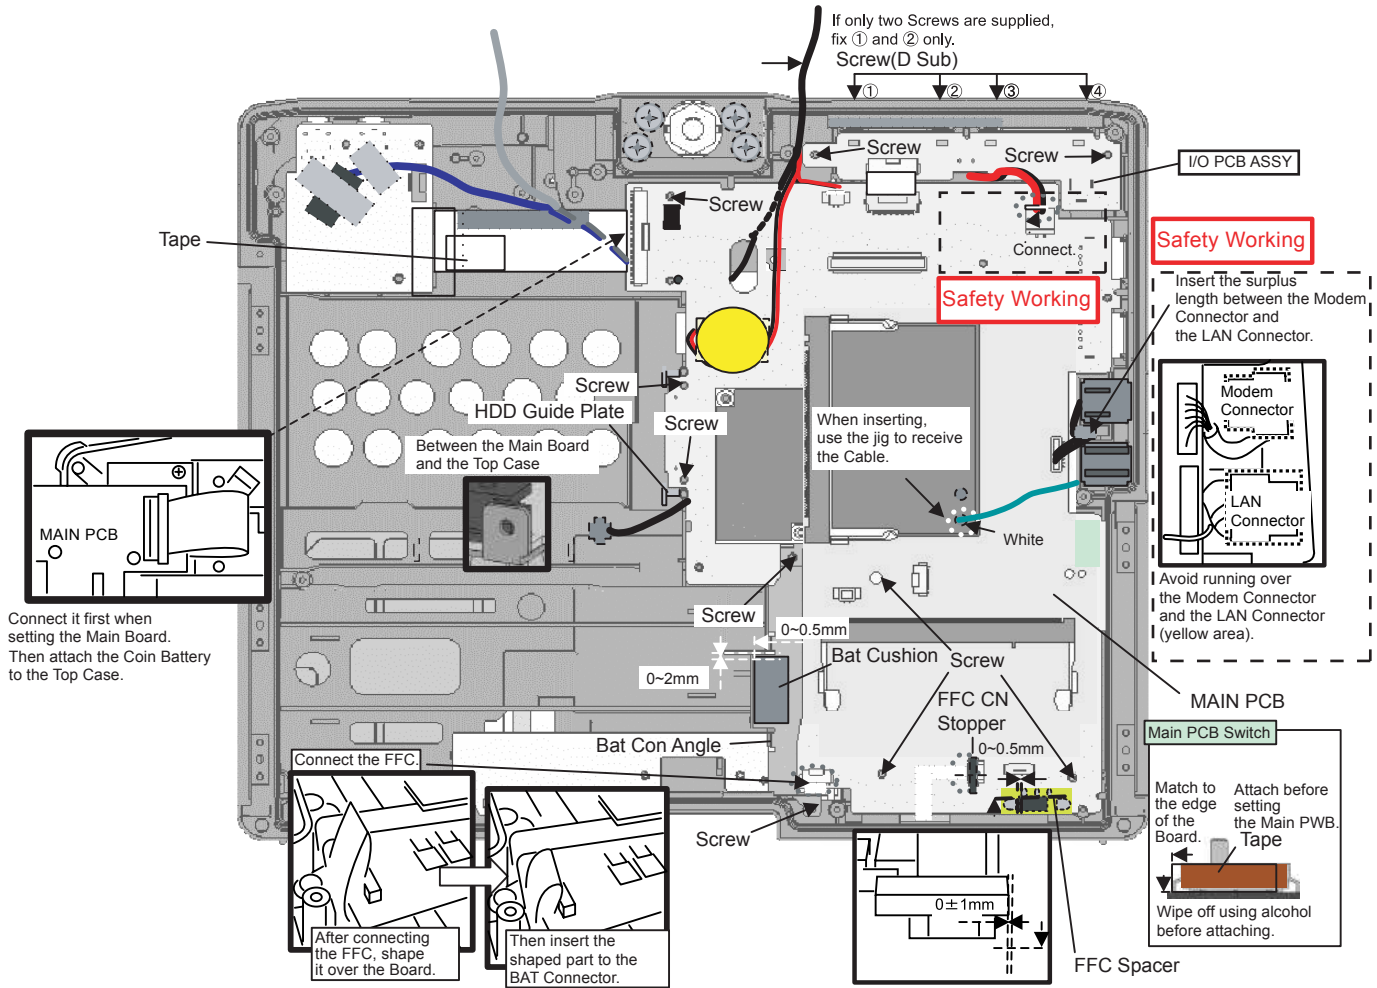 If only two Screws are supplied,
fix ① and ② only.
Screw(D Sub)
①
②
③
④
Screw
Screw
I/O PCB ASSY
Screw
Tape
Connect.
Safety Working
Safety Working
Insert the surplus
length between the Modem
Connector and
the LAN Connector.
Modem
Connector
LAN
Connector
Avoid running over
the Modem Connector
and the LAN Connector
(yellow area).
Screw
HDD Guide Plate
Screw
Between the Main Board
and the Top Case
When inserting,
use the jig to receive
the Cable.
White
MAIN PCB
Connect it first when
setting the Main Board.
Then attach the Coin Battery
to the Top Case.
Screw
0~0.5mm
0~2mm
Bat Cushion
Screw
FFC CN
Stopper
0~0.5mm
MAIN PCB
Bat Con Angle
Connect the FFC.
Screw
After connecting
the FFC, shape
it over the Board.
Then insert the
shaped part to the
BAT Connector.
0±1mm
FFC Spacer
Main PCB Switch
Match to
the edge
of the
Board.
Attach before
setting
the Main PWB.
Tape
Wipe off using alcohol
before attaching.